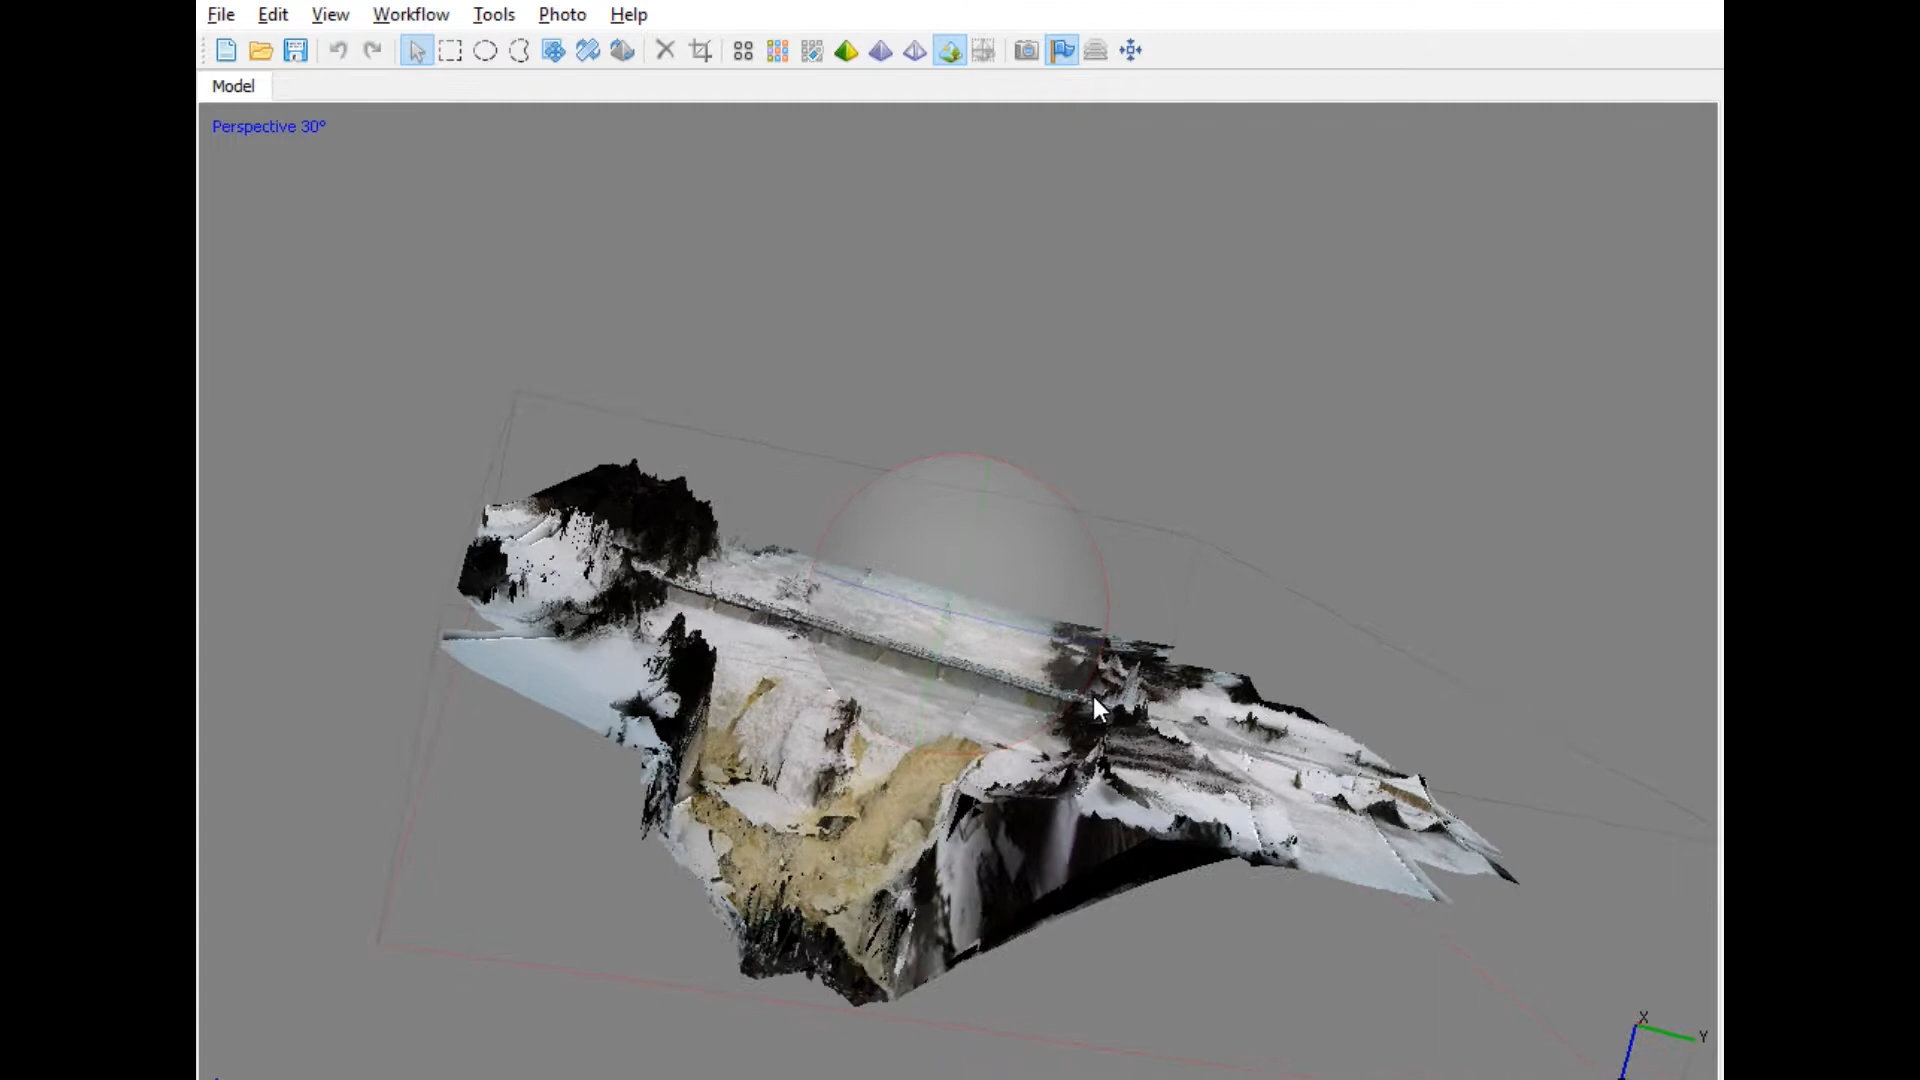 File Edit View Workflow Tools Photo Help
Model
Perspective 30°
X
Y